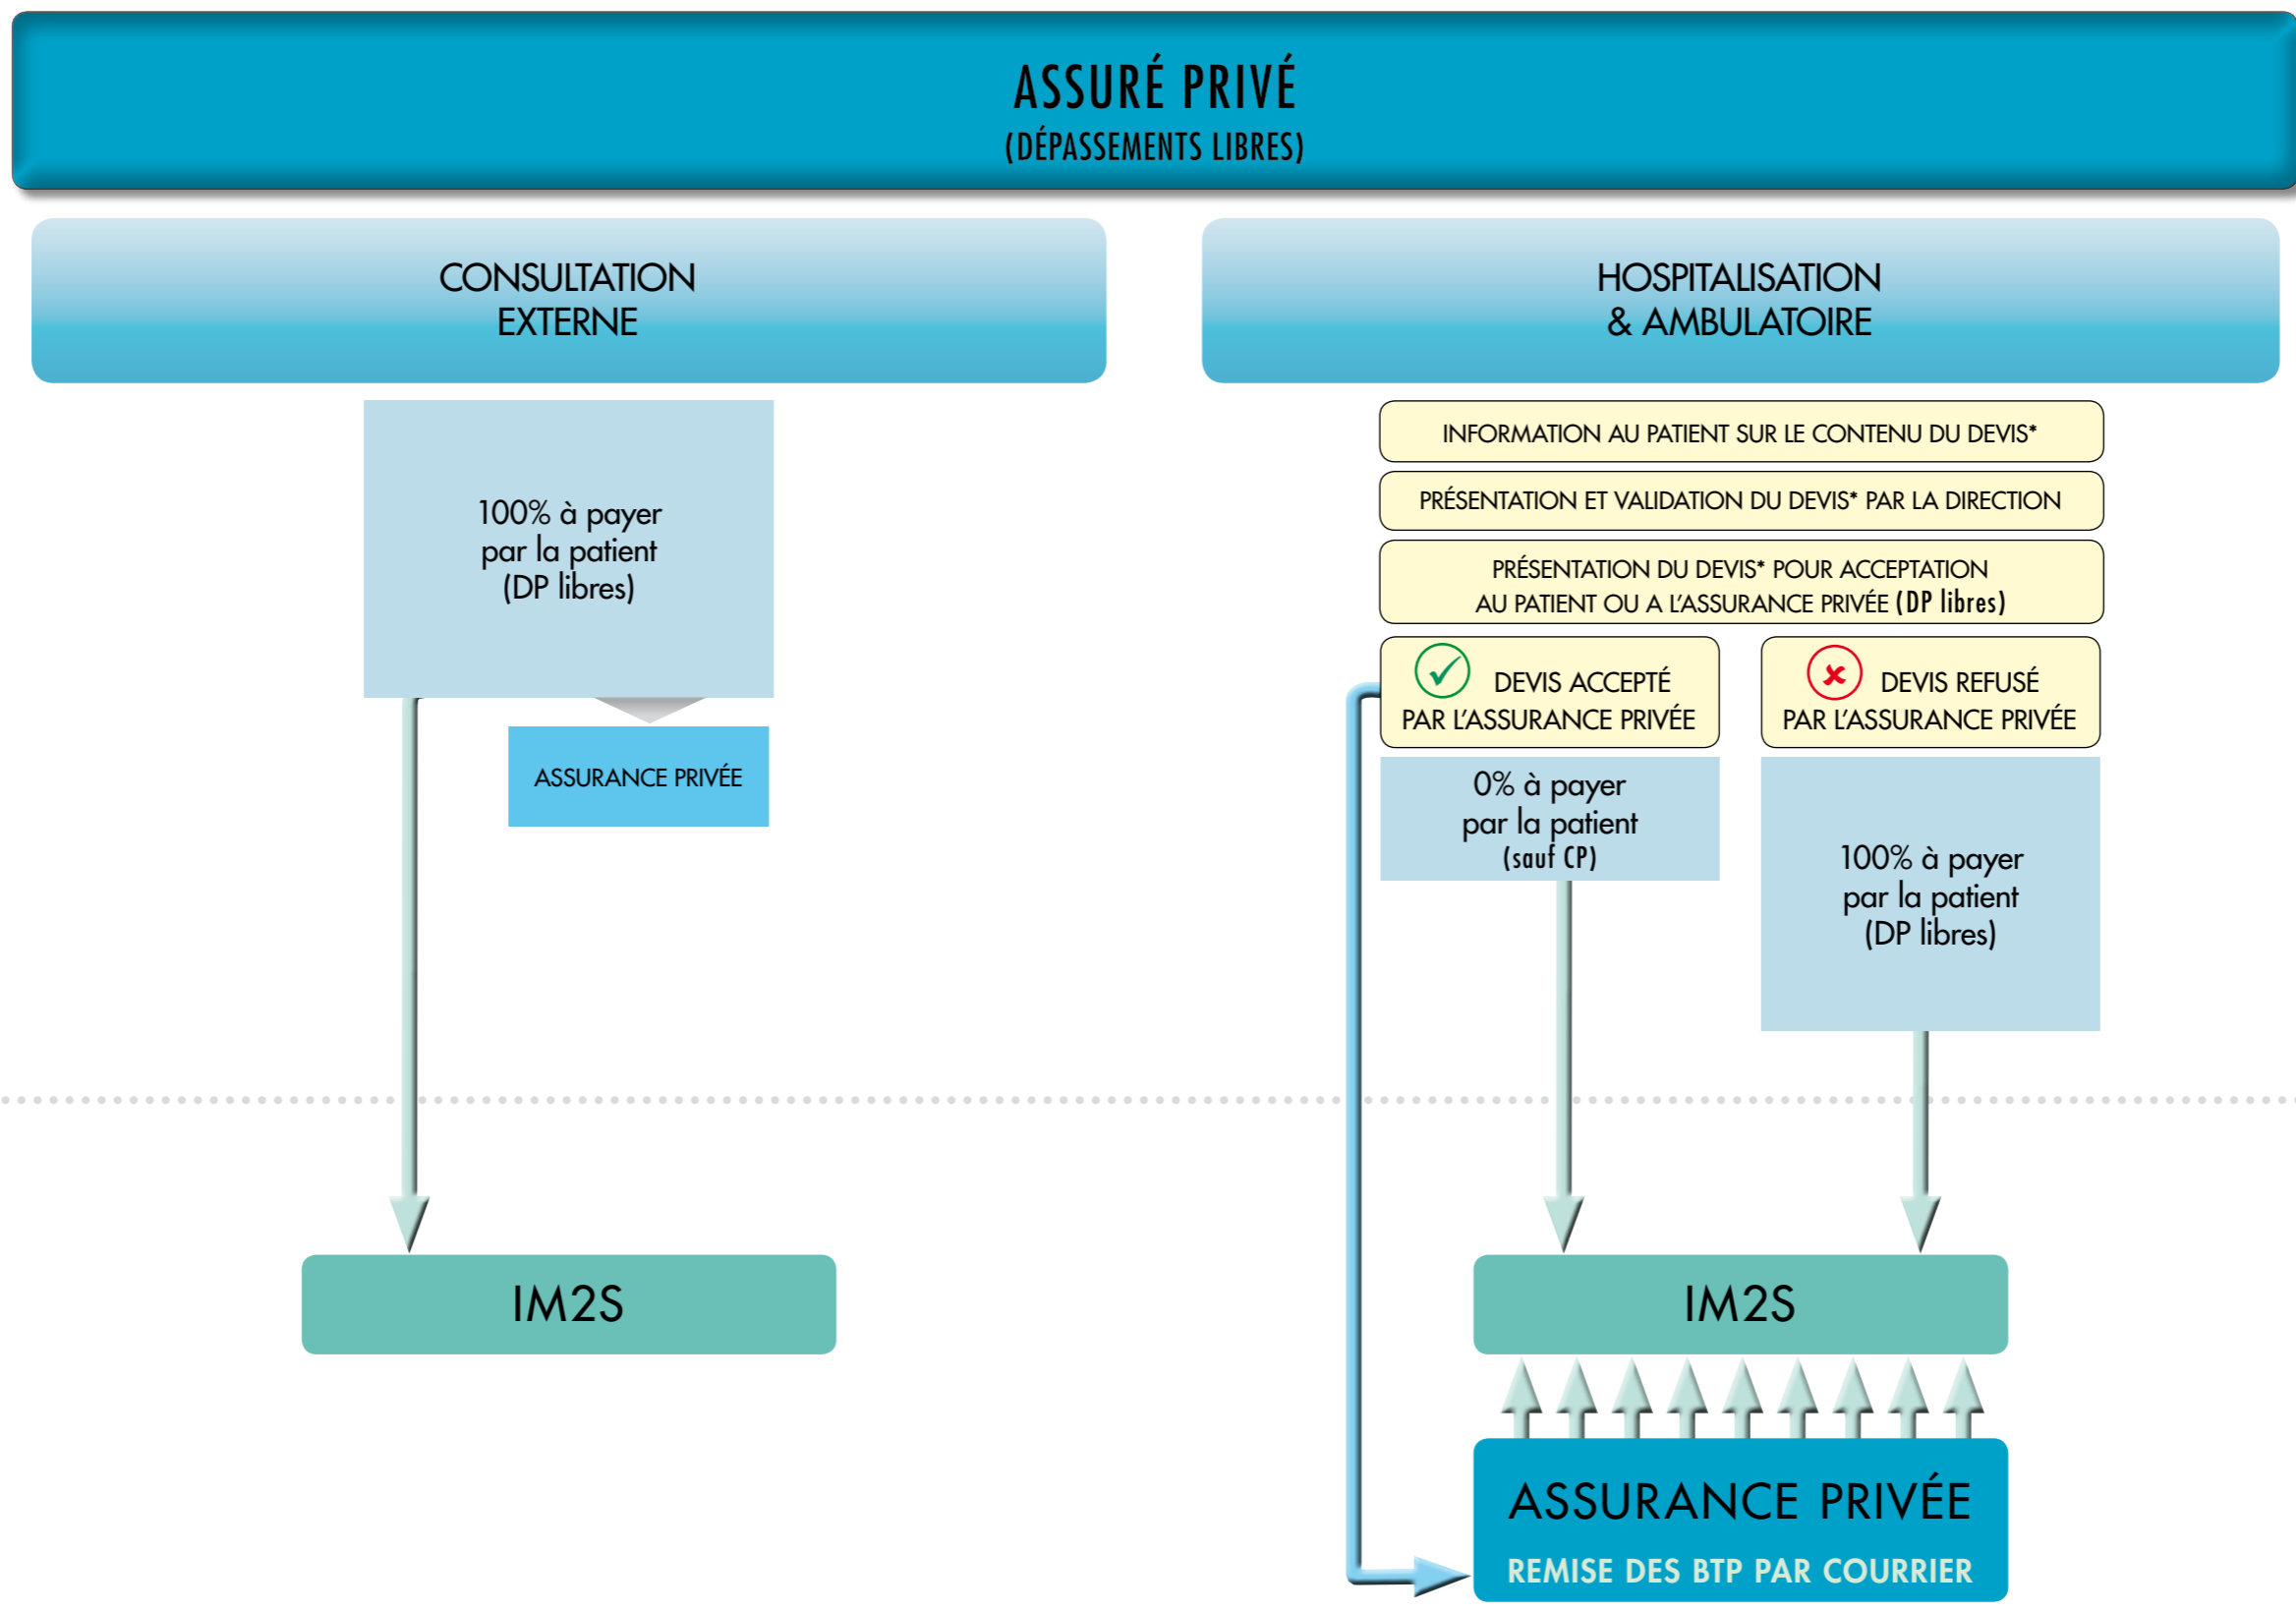 ASSURÉ PRIVÉ
(DÉPASSEMENTS LIBRES)
CONSULTATION
EXTERNE
100% à payer
par la patient
(DP libres)
ASSURANCE PRIVÉE
IM2S
HOSPITALISATION
& AMBULATOIRE
INFORMATION AU PATIENT SUR LE CONTENU DU DEVIS*
PRÉSENTATION ET VALIDATION DU DEVIS* PAR LA DIRECTION
PRÉSENTATION DU DEVIS* POUR ACCEPTATION
AU PATIENT OU A L'ASSURANCE PRIVÉE (DP libres)
DEVIS ACCEPTÉ
PAR L'ASSURANCE PRIVÉE
0% à payer
par la patient
(sauf CP)
DEVIS REFUSÉ
PAR L'ASSURANCE PRIVÉE
100% à payer
par la patient
(DP libres)
IM2S
ASSURANCE PRIVÉE
REMISE DES BTP PAR COURRIER